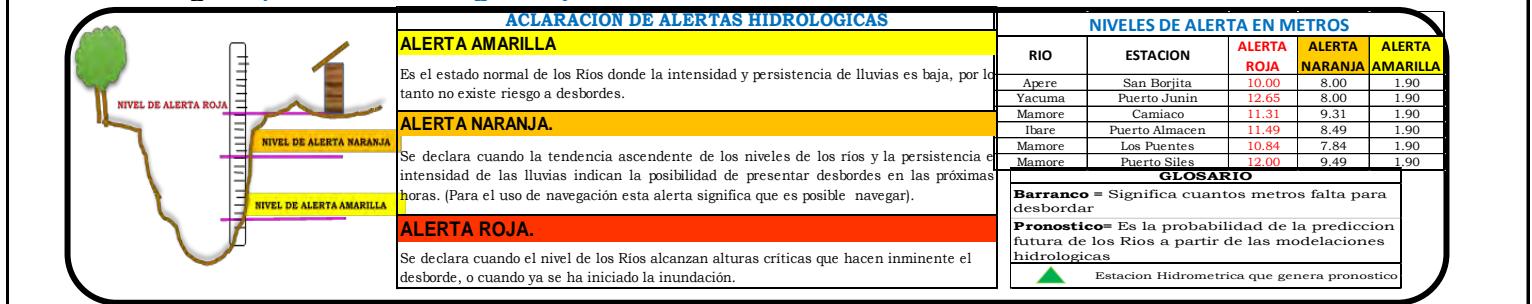 NIVEL DE ALERTA ROJA
NIVEL DE ALERTA NARANJA
NIVEL DE ALERTA AMARILLA
ACLARACION DE ALERTAS HIDROLOGICAS
ALERTA AMARILLA
Es el estado normal de los Ríos donde la intensidad y persistencia de lluvias es baja, por lo
tanto no existe riesgo a desbordes.
ALERTA NARANJA.
Se declara cuando la tendencia ascendente de los niveles de los ríos y la persistencia e
intensidad de las lluvias indican la posibilidad de presentar desbordes en las próximas
horas. (Para el uso de navegación esta alerta significa que es posible navegar).
ALERTA ROJA.
Se declara cuando el nivel de los Ríos alcanzan alturas críticas que hacen inminente el
desborde, o cuando ya se ha iniciado la inundación.
NIVELES DE ALERTA EN METROS
RIO ESTACION ALERTA ROJA ALERTA NARANJA ALERTA AMARILLA
Apere San Borjita 10.00 8.00 1.90
Yacuma Puerto Junin 12.65 8.00 1.90
Mamore Camiaco 11.31 9.31 1.90
Ibare Puerto Almacen 11.49 8.49 1.90
Mamore Los Puentes 10.84 7.84 1.90
Mamore Puerto Siles 12.00 9.49 1.90
GLOSARIO
Barranco = Significa cuantos metros falta para
desbordar
Pronostico= Es la probabilidad de la prediccion
futura de los Rios a partir de las modelaciones
hidrologicas
Estacion Hidrometrica que genera pronostico